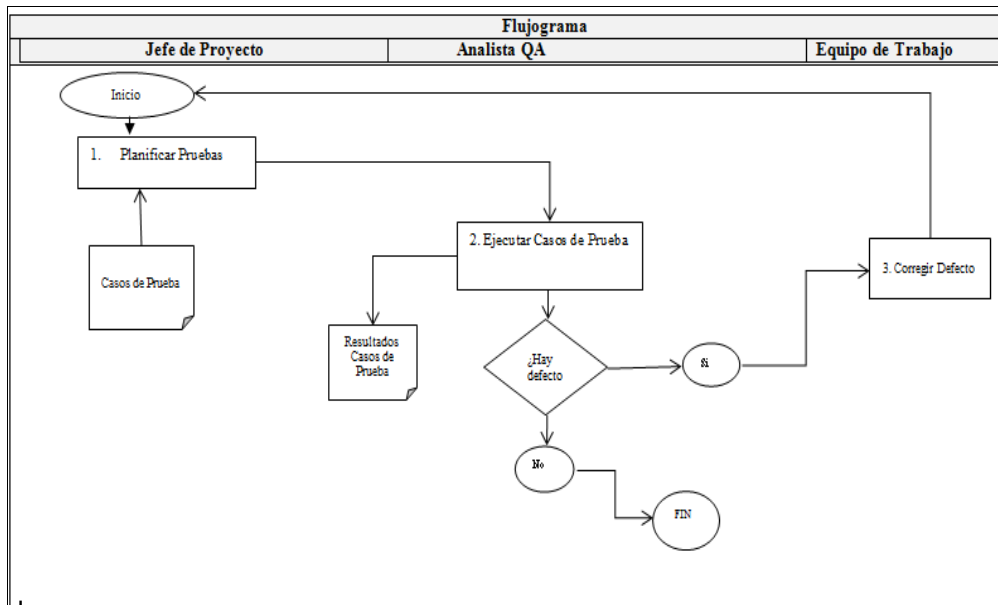 Flujograma
Jefe de Proyecto
Analista QA
Equipo de Trabajo
Inicio
1. Planificar Pruebas
Casos de Prueba
2. Ejecutar Casos de Prueba
3. Corregir Defecto
Resultados
Casos de
Prueba
¿Hay
defecto
Si
No
FIN